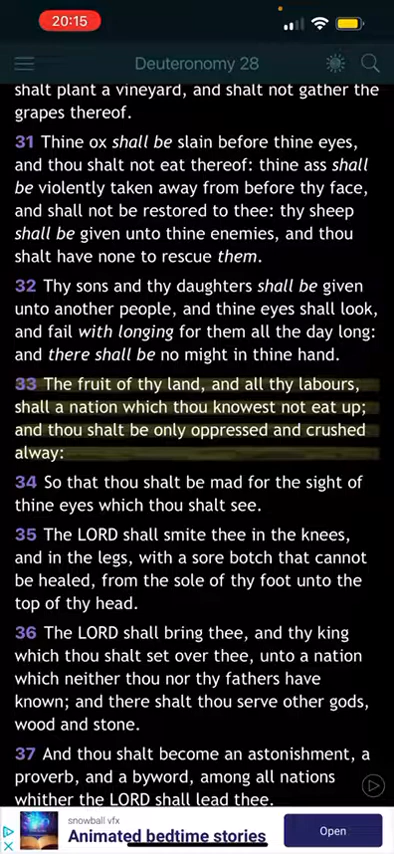 20:15
Deuteronomy 28
shalt plant a vineyard, and shalt not gather the
grapes thereof.
31 Thine ox shall be slain before thine eyes,
and thou shalt not eat thereof: thine ass shall
be violently taken away from before thy face,
and shall not be restored to thee: thy sheep
shall be given unto thine enemies, and thou
shalt have none to rescue them.
32 Thy sons and thy daughters shall be given
unto another people, and thine eyes shall look,
and fail with longing for them all the day long:
and there shall be no might in thine hand.
33 The fruit of thy land, and all thy labours,
shall a nation which thou knowest not eat up;
and thou shalt be only oppressed and crushed
alway:
34 So that thou shalt be mad for the sight of
thine eyes which thou shalt see.
35 The LORD shall smite thee in the knees,
and in the legs, with a sore botch that cannot
be healed, from the sole of thy foot unto the
top of thy head.
36 The LORD shall bring thee, and thy king
which thou shalt set over thee, unto a nation
which neither thou nor thy fathers have
known; and there shalt thou serve other gods,
wood and stone.
37 And thou shalt become an astonishment, a
proverb, and a byword, among all nations
whither the LORD shall lead thee.
snowball vfx
Animated bedtime stories
Open